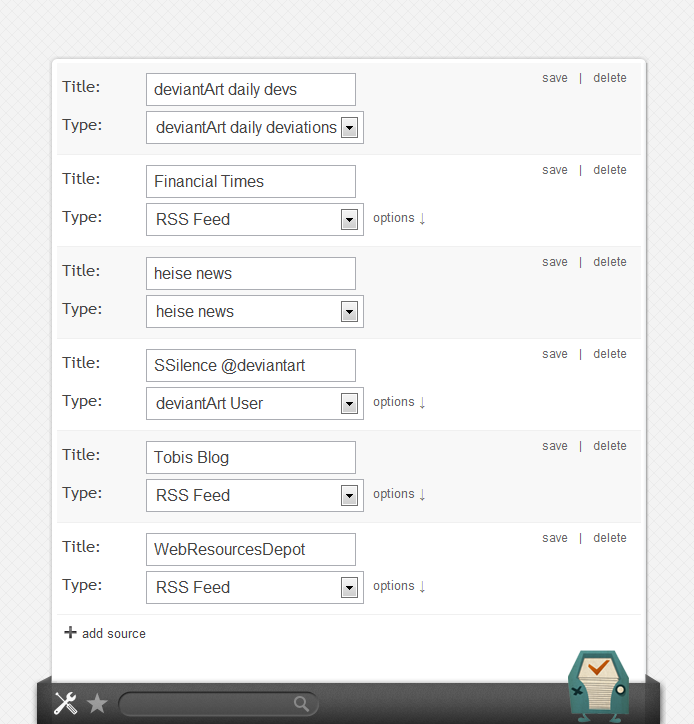 Title: deviantArt daily devs save | delete
Type: deviantArt daily deviations
Title: Financial Times save | delete
Type: RSS Feed options ↓
Title: heise news save | delete
Type: heise news
Title: SSilence @deviantart save | delete
Type: deviantArt User options ↓
Title: Tobis Blog save | delete
Type: RSS Feed options ↓
Title: WebResourcesDepot save | delete
Type: RSS Feed options ↓
add source